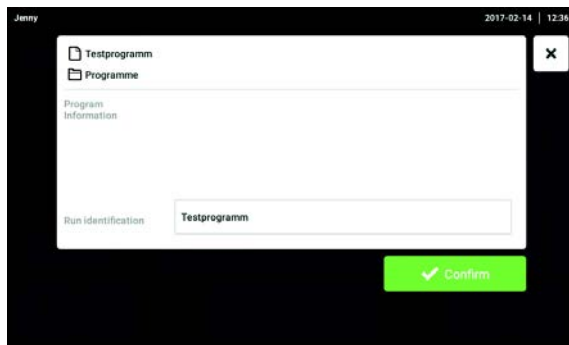 Jenny
2017-02-14 | 12:36
Testprogramm
Programme
Program
Information
Run identification
Testprogramm
Confirm